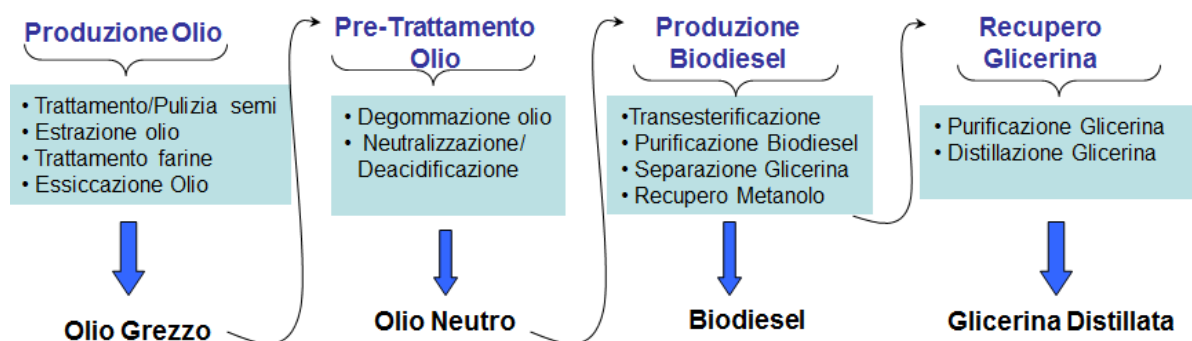 Produzione Olio
• Trattamento/Pulizia semi
• Estrazione olio
• Trattamento farine
• Essiccazione Olio
Olio Grezzo
Pre-Trattamento
Olio
• Degommazione olio
• Neutralizzazione/
Deacidificazione
Olio Neutro
Produzione
Biodiesel
•Transesterificazione
• Purificazione Biodiesel
• Separazione Glicerina
• Recupero Metanolo
Biodiesel
Recupero
Glicerina
• Purificazione Glicerina
• Distillazione Glicerina
Glicerina Distillata